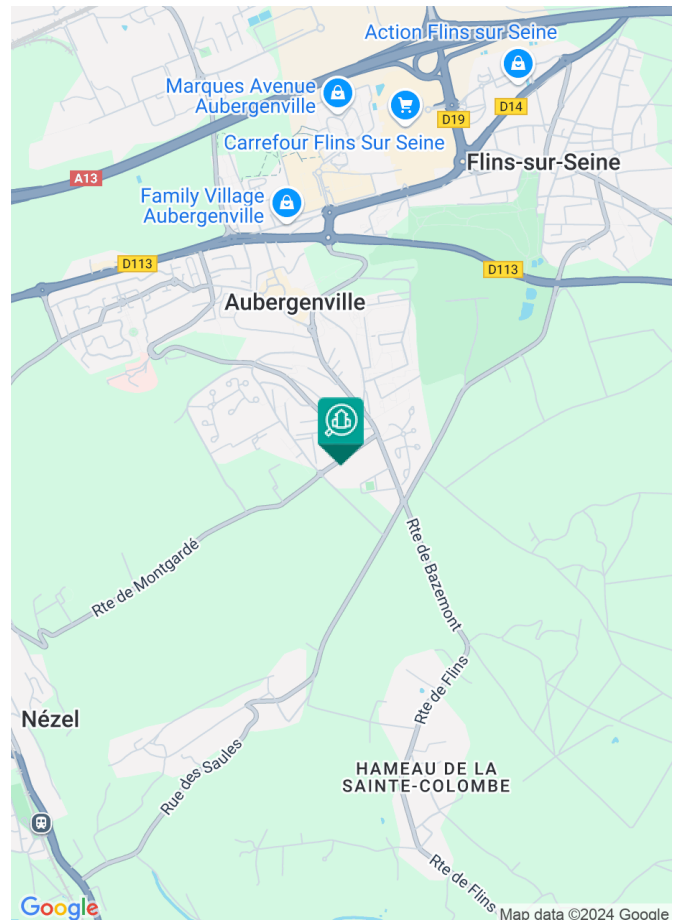 Action Flins sur Seine
Marques Avenue
Aubergenville
D14
D19
Carrefour Flins Sur Seine
Flins-sur-Seine
A13
Family Village
Aubergenville
D113
D113
Aubergenville
Rte de Montgardé
Rte de Bazemont
Rte de Flins
Nézel
Rue des Saules
HAMEAU DE LA
SAINTE-COLOMBE
Rte de Flins
Google
Map data ©2024 Google